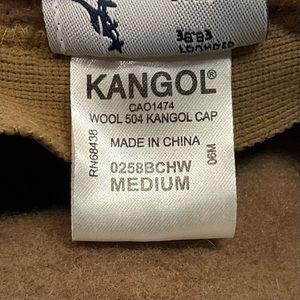 KANGOL®
CAO1474
WOOL 504 KANGOL CAP
MADE IN CHINA
0258BCHW
MEDIUM
RN68438
06M